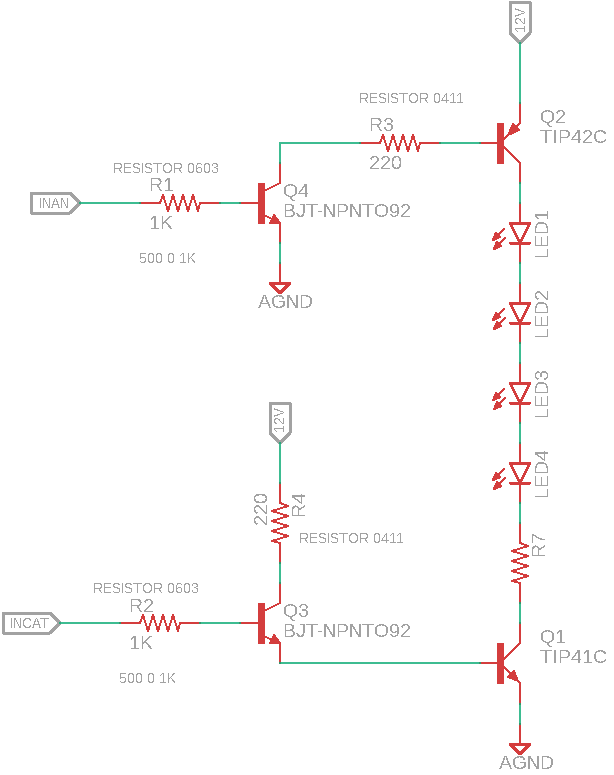 12V
RESISTOR 0411
R3
220
Q2
TIP42C
RESISTOR 0603
R1
1K
INAN
Q4
BJT-NPNTO92
500 0 1K
AGND
LED1
LED2
LED3
LED4
12V
220
R4
RESISTOR 0411
R7
RESISTOR 0603
R2
1K
INCAT
Q3
BJT-NPNTO92
500 0 1K
Q1
TIP41C
AGND